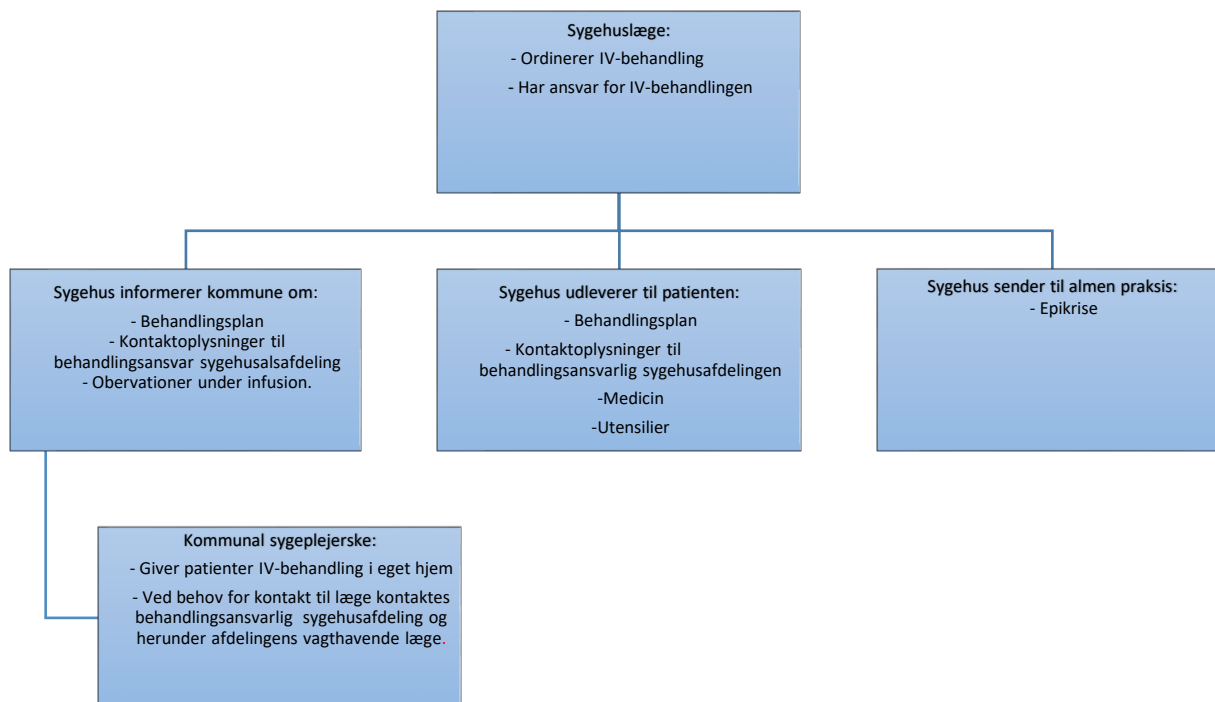 Sygehuslæge:
- Ordinerer IV-behandling
- Har ansvar for IV-behandlingen
Sygehus informerer kommune om:
- Behandlingsplan
- Kontaktoplysninger til
behandlingsansvar sygehusalsafdeling
- Obervationer under infusion.
Sygehus udleverer til patienten:
- Behandlingsplan
- Kontaktoplysninger til
behandlingsansvarlig sygehusafdelingen
-Medicin
-Utensilier
Sygehus sender til almen praksis:
- Epikrise
Kommunal sygeplejerske:
- Giver patienter IV-behandling i eget hjem
- Ved behov for kontakt til læge kontaktes
behandlingsansvarlig sygehusafdeling og
herunder afdelingens vagthavende læge.